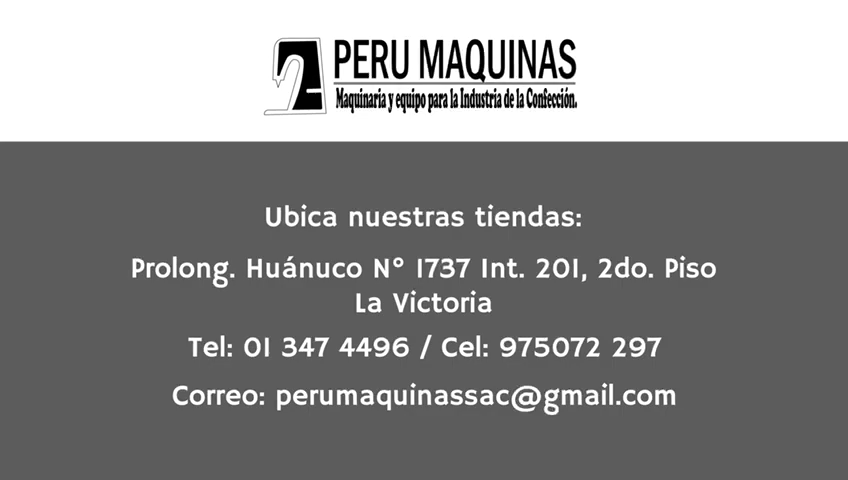 PERU MAQUINAS
Maquinaria y equipo para la Industria de la Confección.
Ubica nuestras tiendas:
Prolong. Huánuco N° 1737 Int. 201, 2do. Piso
La Victoria
Tel: 01 347 4496 / Cel: 975072 297
Correo: perumaquinassac@gmail.com